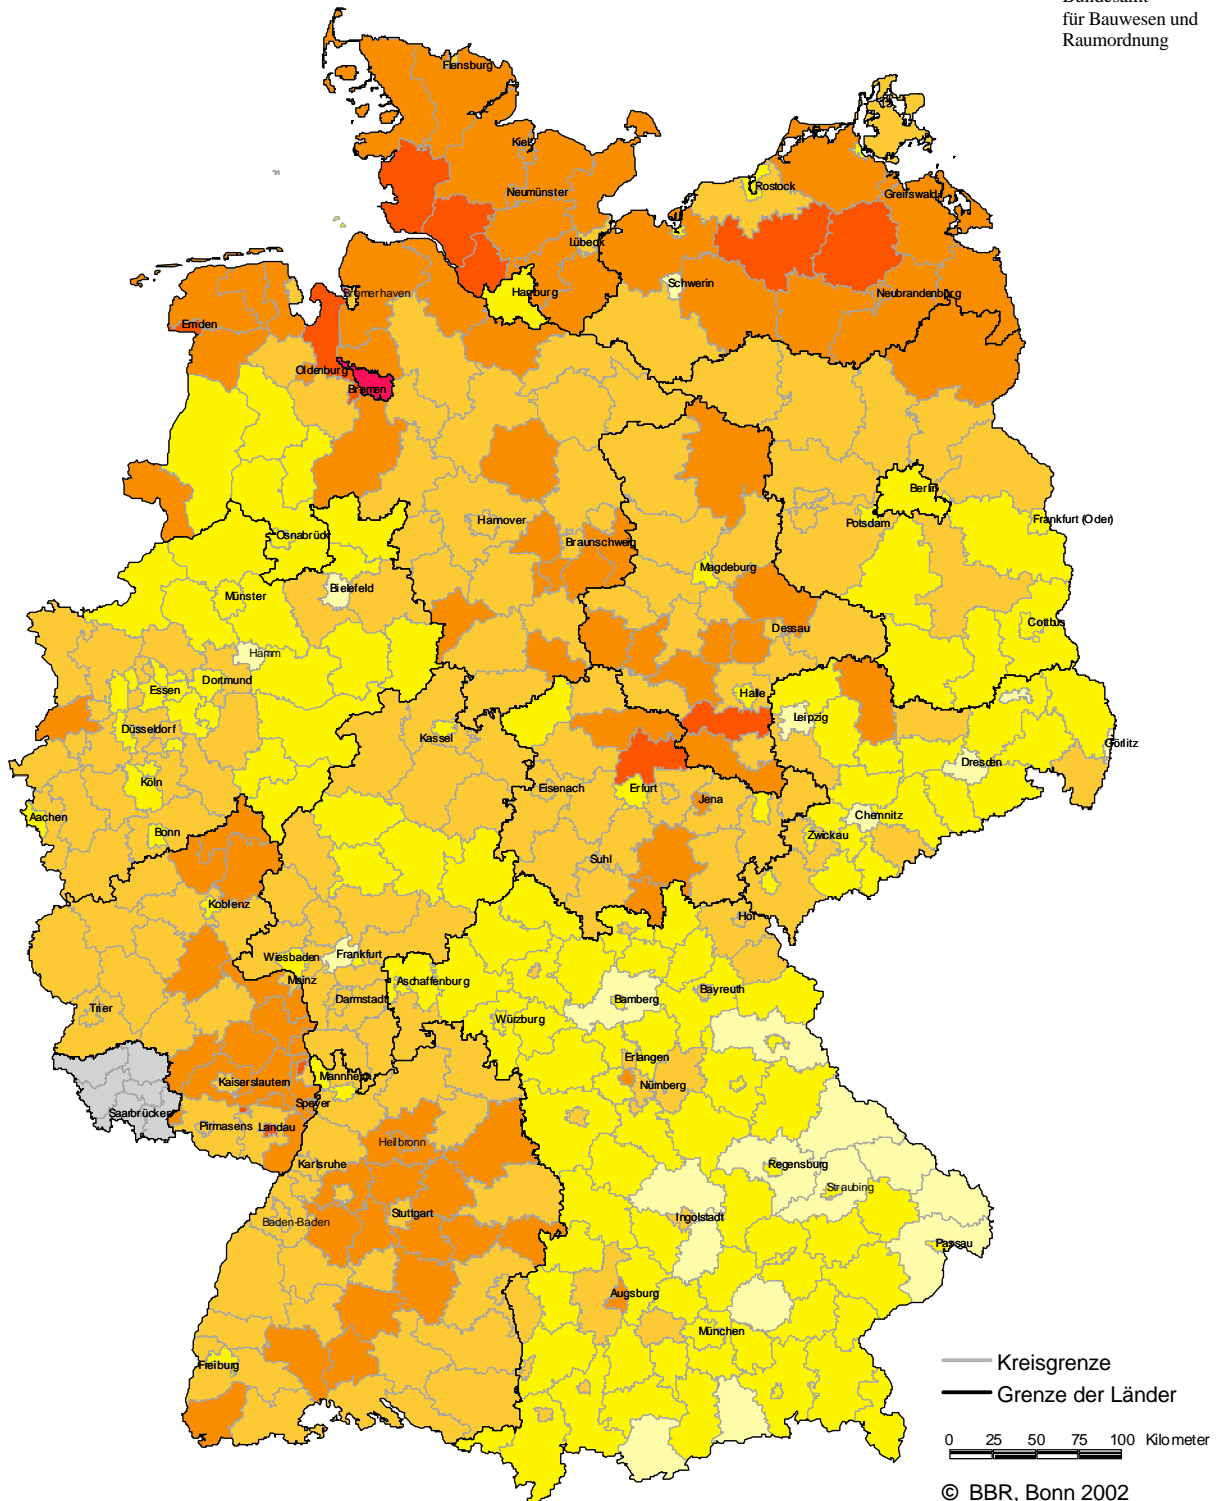 Bundesamt
für Bauwesen und
Raumordnung
Flensburg
Kiel
Neumünster
Lübeck
Rostock
Greifswald
Schwerin
Neubrandenburg
Hamburg
Bremerhaven
Emden
Oldenburg
Bremen
Berlin
Potsdam
Frankfurt (Oder)
Hannover
Braunschweig
Osnabrück
Magdeburg
Bielefeld
Münster
Dessau
Cottbus
Hamm
Dortmund
Essen
Halle
Leipzig
Düsseldorf
Kassel
Görlitz
Dresden
Köln
Eisenach
Erfurt
Jena
Aachen
Chemnitz
Bonn
Zwickau
Suhl
Koblenz
Hof
Wiesbaden
Frankfurt
Mainz
Aschaffenburg
Darmstadt
Bamberg
Bayreuth
Trier
Würzburg
Erlangen
Mannheim
Kaiserslautern
Nürnberg
Speyer
Saarbrücken
Pirmasens
Landau
Heilbronn
Karlsruhe
Regensburg
Straubing
Stuttgart
Baden-Baden
Ingolstadt
Passau
Augsburg
München
Freiburg
Kreisgrenze
Grenze der Länder
0 25 50 75 100 Kilometer
© BBR, Bonn 2002